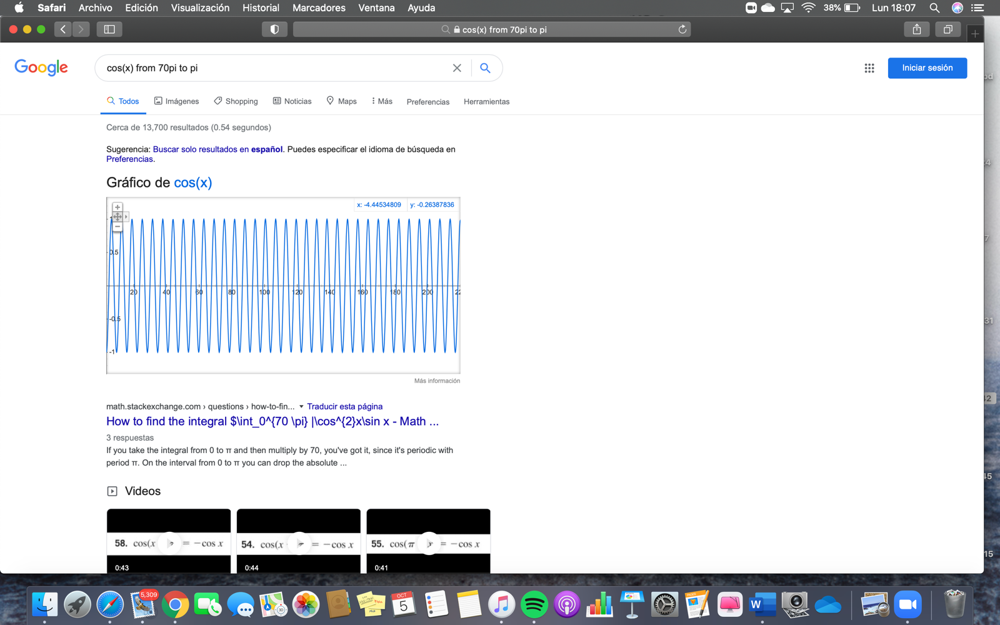 Safari Archivo Edición Visualización Historial Marcadores Ventana Ayuda 38% Lun 18:07
cos(x) from 70pi to pi
Google
cos(x) from 70pi to pi
Iniciar sesión
Todos Imágenes Shopping Noticias Maps Más Preferencias Herramientas
Cerca de 13,700 resultados (0.54 segundos)
Sugerencia: Buscar solo resultados en español. Puedes especificar el idioma de búsqueda en
Preferencias.
Gráfico de cos(x)
x: -4.44534809 y: -0.26387836
1
0.5
20 40 60 80 100 120 140 160 180 200 22
-0.5
-1
Más información
math.stackexchange.com › questions › how-to-fin... Traducir esta página
How to find the integral $\int_0^{70 \pi} |\cos^{2}x\sin x - Math ...
3 respuestas
If you take the integral from 0 to π and then multiply by 70, you've got it, since it's periodic with
period π. On the interval from 0 to π you can drop the absolute ...
Videos
58. cos(x = −cos x
0:43
54. cos(x = −cos x
0:44
55. cos(π = −cos x
0:41
5,309
OCT
5
W